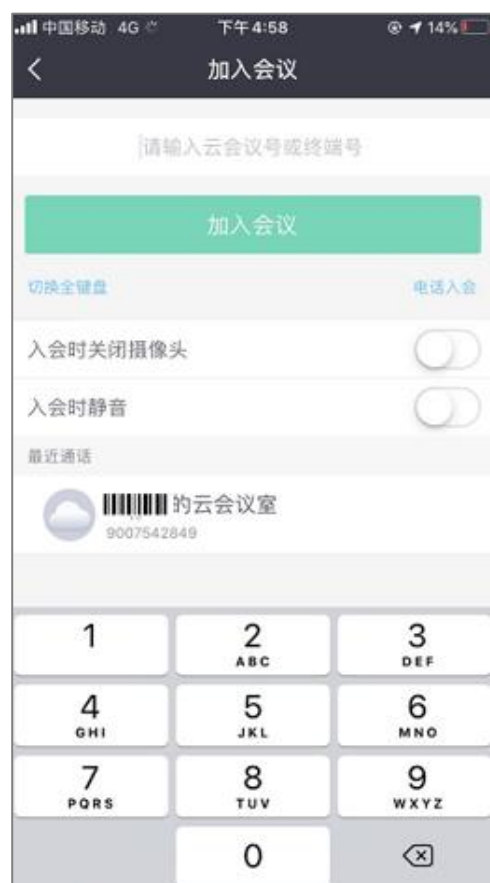 中国移动 4G 下午4:58 14%
加入会议
请输入云会议号或终端号
加入会议
切换全键盘 电话入会
入会时关闭摄像头
入会时静音
最近通话
的云会议室
9007542849
1 2 3
ABC DEF
4 5 6
GHI JKL MNO
7 8 9
PQRS TUV WXYZ
0